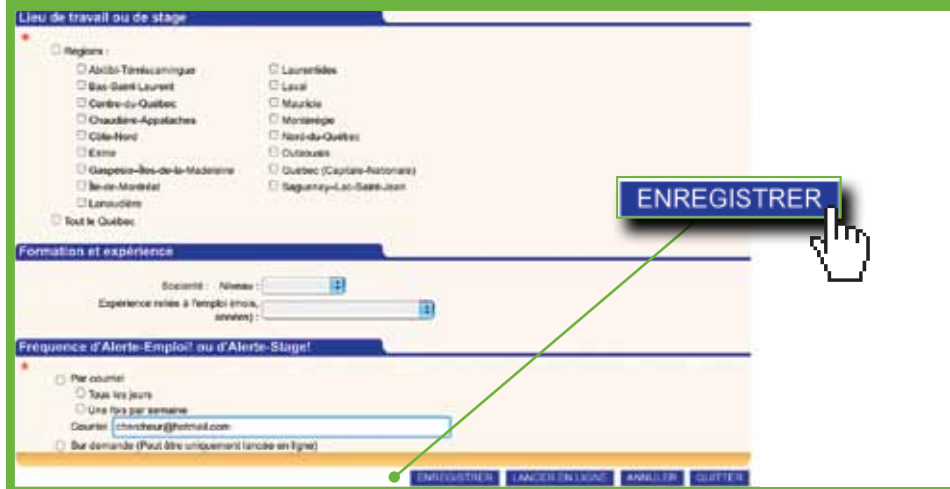 Lieu de travail ou de stage
*
Régions :
Abitibi-Témiscamingue
Laurentides
Bas-Saint-Laurent
Laval
Centre-du-Québec
Mauricie
Chaudière-Appalaches
Montérégie
Côte-Nord
Nord-du-Québec
Estrie
Outaouais
Gaspésie–Îles-de-la-Madeleine
Québec (Capitale-Nationale)
Île-de-Montréal
Saguenay–Lac-Saint-Jean
Lanaudière
Tout le Québec
ENREGISTRER
Formation et expérience
Scolarité : Niveau :
Expérience reliée à l'emploi (mois,
années) :
Fréquence d'Alerte-Emploi! ou d'Alerte-Stage!
*
Par courriel
Tous les jours
Une fois par semaine
Courriel chercheur@hotmail.com
Sur demande (Peut être uniquement lancée en ligne)
ENREGISTRER LANCER EN LIGNE ANNULER QUITTER